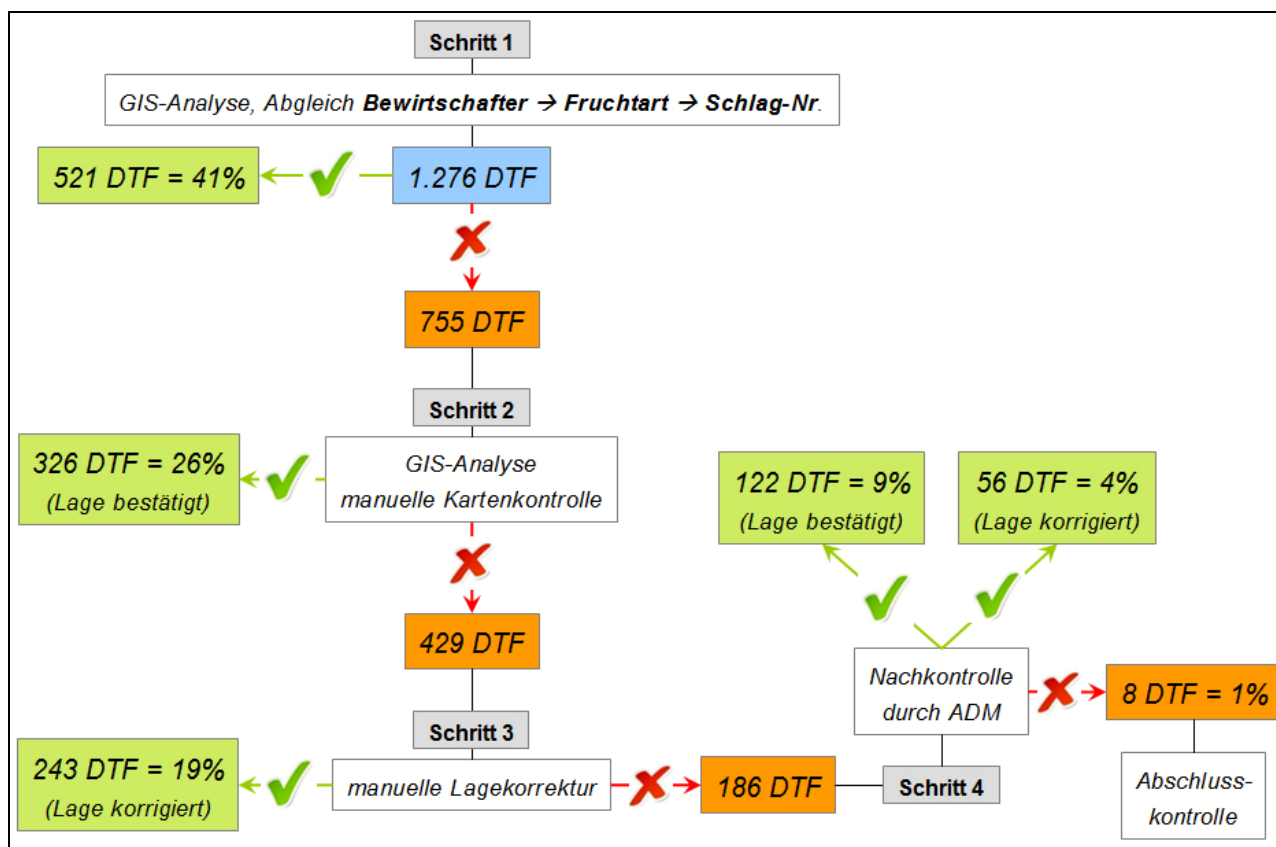 Schritt 1
GIS-Analyse, Abgleich Bewirtschafter → Fruchtart → Schlag-Nr.
521 DTF = 41%
1.276 DTF
755 DTF
Schritt 2
326 DTF = 26%
(Lage bestätigt)
GIS-Analyse
manuelle Kartenkontrolle
122 DTF = 9%
(Lage bestätigt)
56 DTF = 4%
(Lage korrigiert)
429 DTF
Schritt 3
243 DTF = 19%
(Lage korrigiert)
manuelle Lagekorrektur
186 DTF
Schritt 4
Nachkontrolle
durch ADM
8 DTF = 1%
Abschluss-
kontrolle